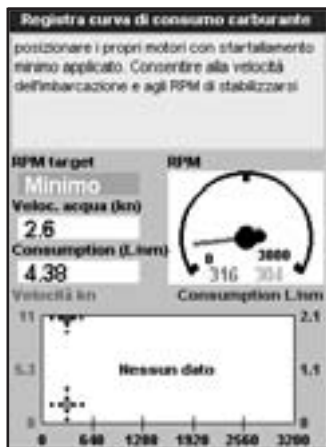 Registra curva di consumo carburante
posizionare i propri motori con startallamento
minimo applicato. Consentire alla velocità
dell'imbarcazione e agli RPM di stabilizzarsi
RPM target
RPM
Minimo
Veloc. acqua (kn)
2.6
Consumption (L/nm)
4.38
0
3000
316
304
Velocità kn
Consumption L/nm
11
2.1
5.3
Nessun dato
1.1
0
0
640
1280
1920
2560
3200